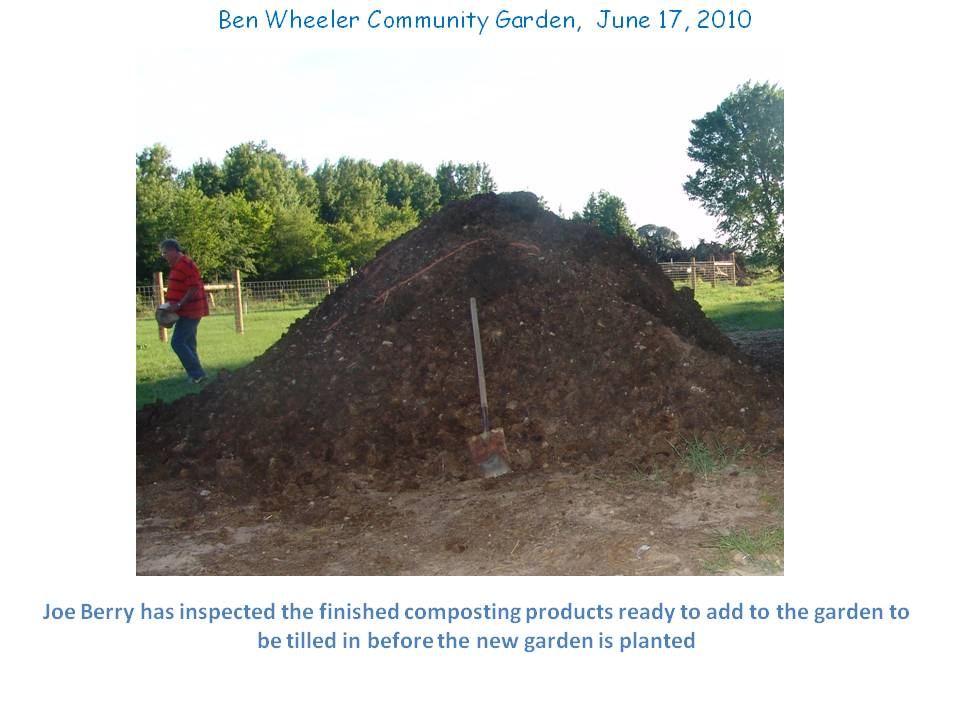 Ben Wheeler Community Garden,  June 17, 2010
Joe Berry has inspected the finished composting products ready to add to the garden to
be tilled in before the new garden is planted